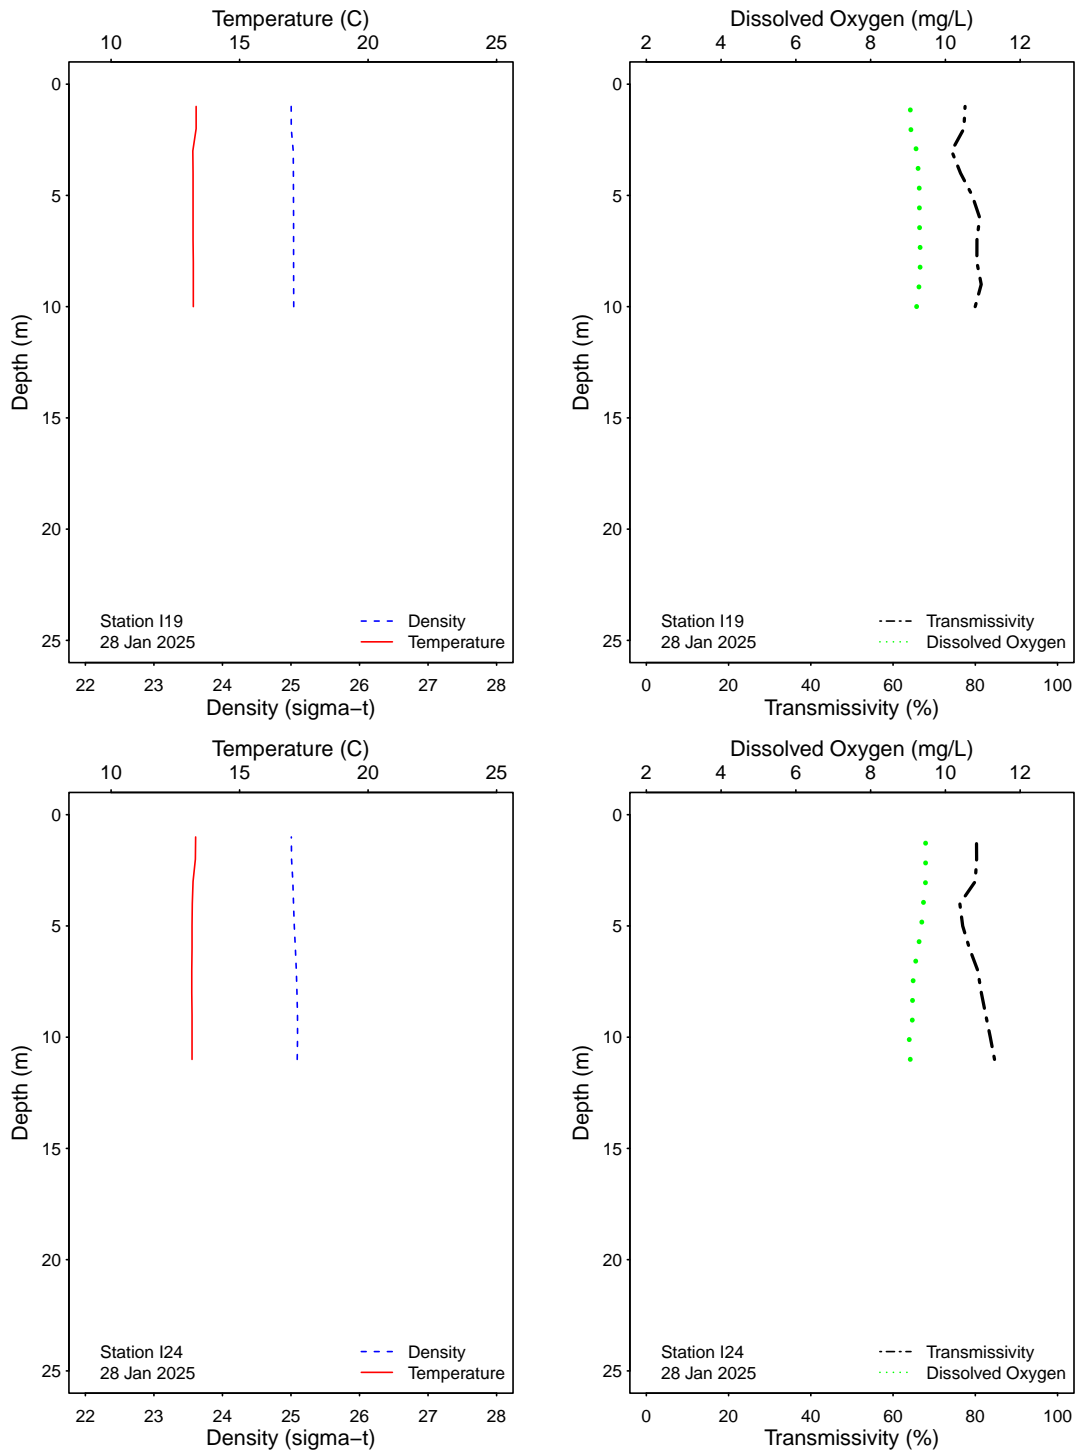 Temperature (C)
10 15 20 25
0
5
10
15
20
25
Depth (m)
Station I19
28 Jan 2025
Density
Temperature
22 23 24 25 26 27 28
Density (sigma−t)
Dissolved Oxygen (mg/L)
2 4 6 8 10 12
0
5
10
15
20
25
Depth (m)
Station I19
28 Jan 2025
Transmissivity
Dissolved Oxygen
0 20 40 60 80 100
Transmissivity (%)
Temperature (C)
10 15 20 25
0
5
10
15
20
25
Depth (m)
Station I24
28 Jan 2025
Density
Temperature
22 23 24 25 26 27 28
Density (sigma−t)
Dissolved Oxygen (mg/L)
2 4 6 8 10 12
0
5
10
15
20
25
Depth (m)
Station I24
28 Jan 2025
Transmissivity
Dissolved Oxygen
0 20 40 60 80 100
Transmissivity (%)